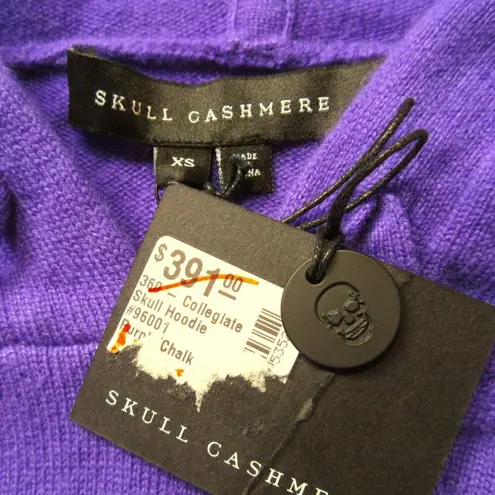 SKULL CASHMERE
XS
MADE
NA
$391.00
360 - Collegiate
Skull Hoodie
#96001
Chalk
SKULL CASHMERE